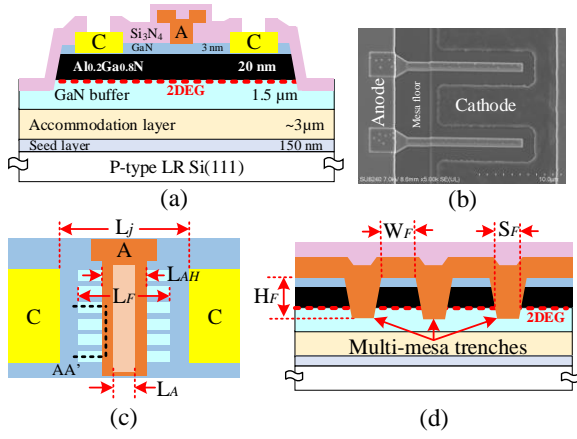 Si3N4
A
C
GaN
3 nm
C
Al0.2Ga0.8N
20 nm
2DEG
GaN buffer
1.5 μm
Accommodation layer
~3μm
Seed layer
150 nm
P-type LR Si(111)
(a)
Anode
Mesa floor
Cathode
10.0μm
(b)
Lj
A
LAH
LF
C
C
AA'
LA
(c)
WF
SF
HF
2DEG
Multi-mesa trenches
(d)